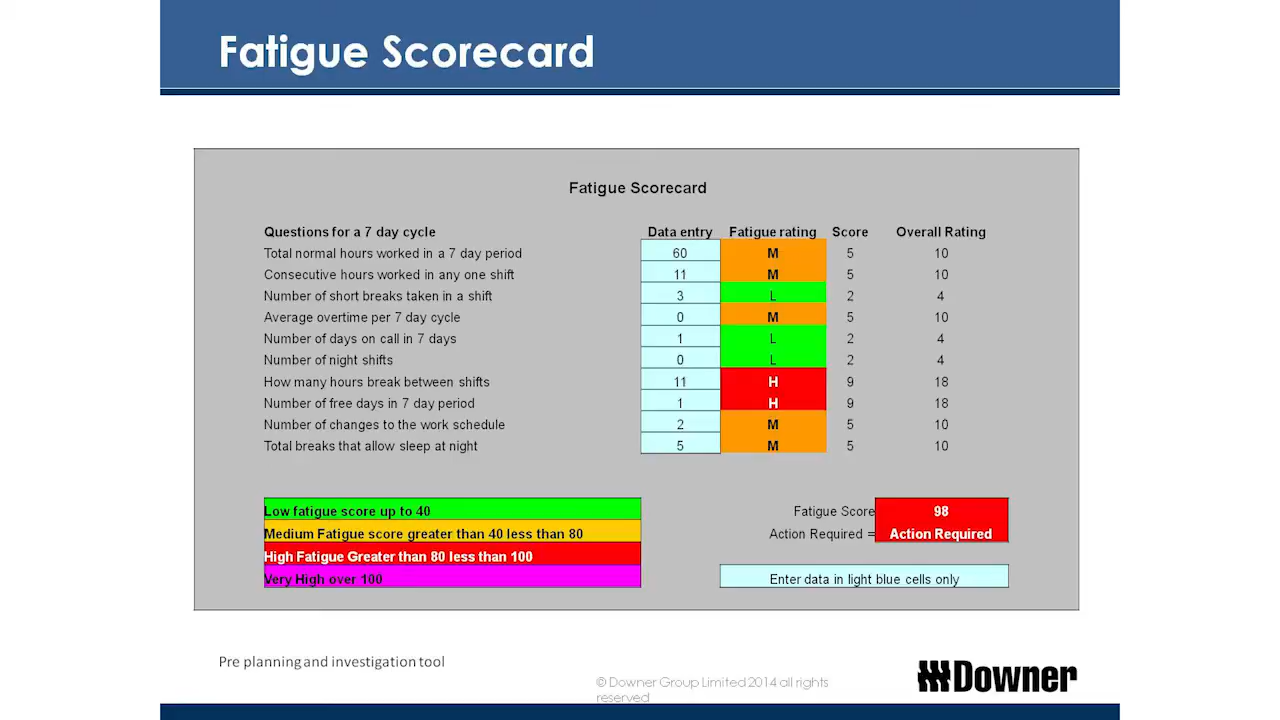 Fatigue Scorecard
Fatigue Scorecard
Questions for a 7 day cycle Data entry Fatigue rating Score Overall Rating
Total normal hours worked in a 7 day period 60 M 5 10
Consecutive hours worked in any one shift 11 M 5 10
Number of short breaks taken in a shift 3 L 2 4
Average overtime per 7 day cycle 0 M 5 10
Number of days on call in 7 days 1 L 2 4
Number of night shifts 0 L 2 4
How many hours break between shifts 11 H 9 18
Number of free days in 7 day period 1 H 9 18
Number of changes to the work schedule 2 M 5 10
Total breaks that allow sleep at night 5 M 5 10
Low fatigue score up to 40 Fatigue Score 98
Medium Fatigue score greater than 40 less than 80 Action Required = Action Required
High Fatigue Greater than 80 less than 100
Very High over 100 Enter data in light blue cells only
Pre planning and investigation tool
© Downer Group Limited 2014 all rights
reserved
Downer